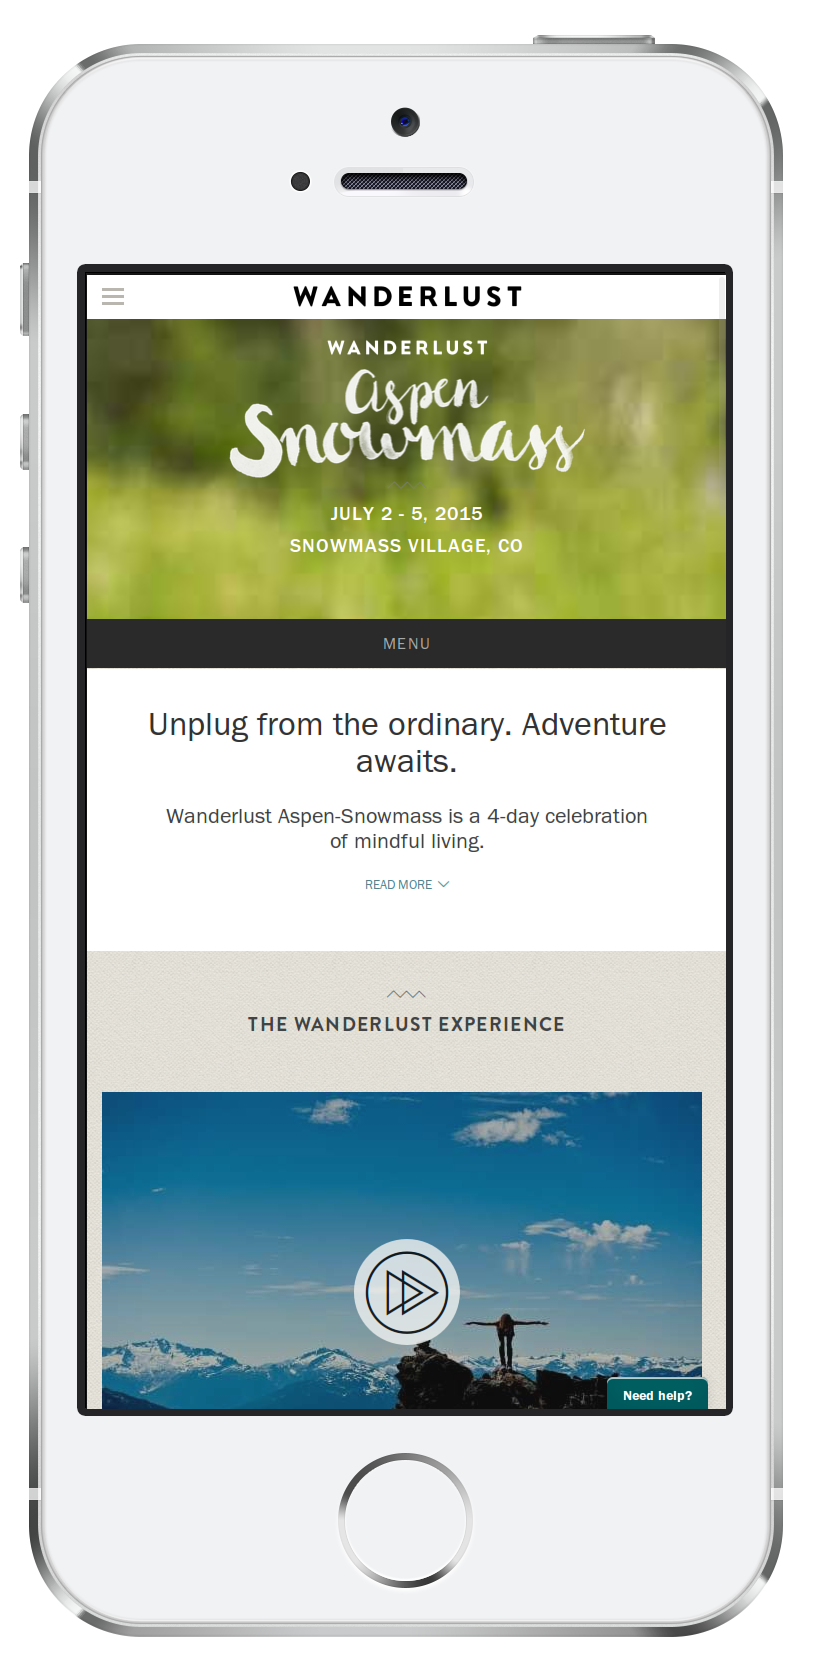 WANDERLUST
WANDERLUST
Aspen
Snowmass
JULY 2 - 5, 2015
SNOWMASS VILLAGE, CO
MENU
Unplug from the ordinary. Adventure
awaits.
Wanderlust Aspen-Snowmass is a 4-day celebration
of mindful living.
READ MORE
THE WANDERLUST EXPERIENCE
Need help?